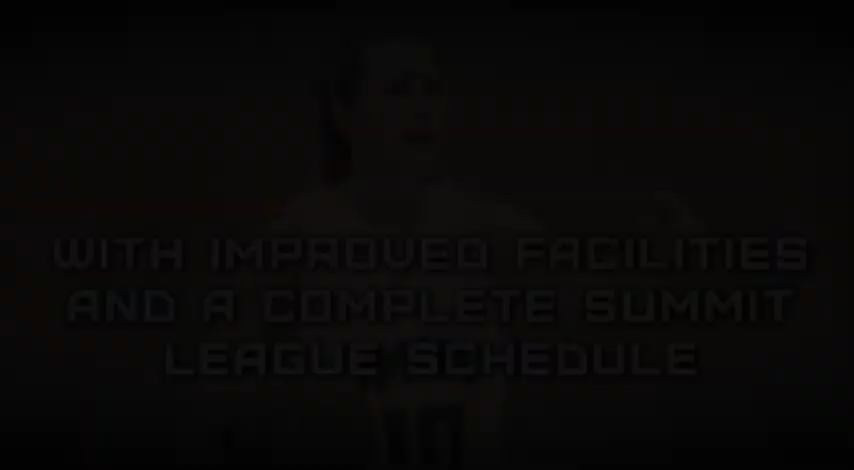 WITH IMPROVED FACILITIES
AND A COMPLETE SUMMIT
LEAGUE SCHEDULE